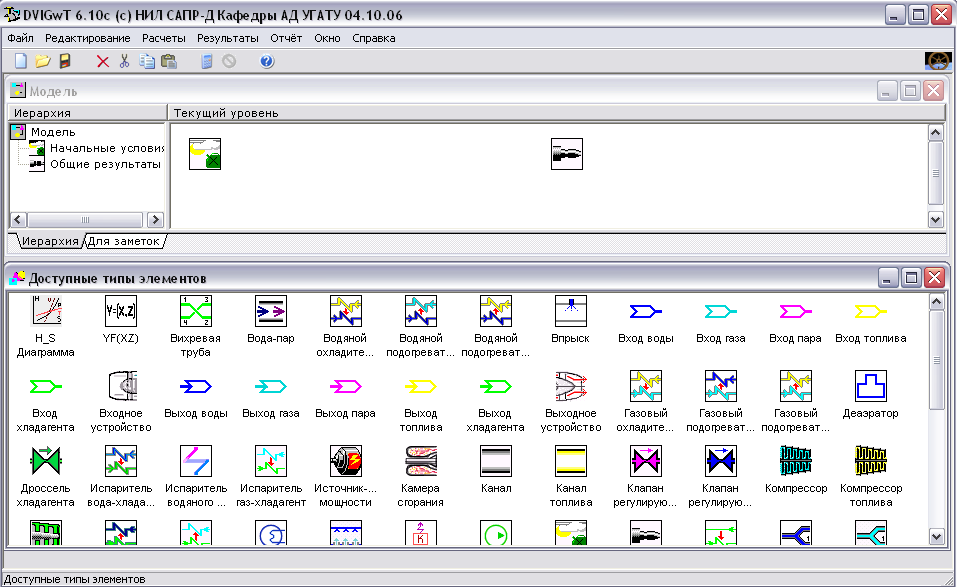 DVIGwT 6.10c (c) НИЛ САПР-Д Кафедры АД УГАТУ 04.10.06
Файл Редактирование Расчеты Результаты Отчёт Окно Справка
Модель
Иерархия Текущий уровень
Модель
Начальные условия
Общие результаты
Иерархия Для заметок
Доступные типы элементов
H S
Y=(X,Z)
1 3
4 2
H_S YF(XZ) Вихревая Вода-пар Водяной Водяной Водяной Впрыск Вход воды Вход газа Вход пара Вход топлива
Диаграмма труба охладите... подогреват... подогреват...
Вход Входное Выход воды Выход газа Выход пара Выход Выход Выходное Газовый Газовый Газовый Деаэратор
хладагента устройство топлива хладагента устройство охладите... подогреват... подогреват...
Дроссель Испаритель Испаритель Испаритель Источник-... Камера Канал Канал Клапан Клапан Компрессор Компрессор
хладагента вода-хлада... водяного ... газ-хладагент мощности сгорания топлива регулирую... регулирую... топлива
K
Доступные типы элементов